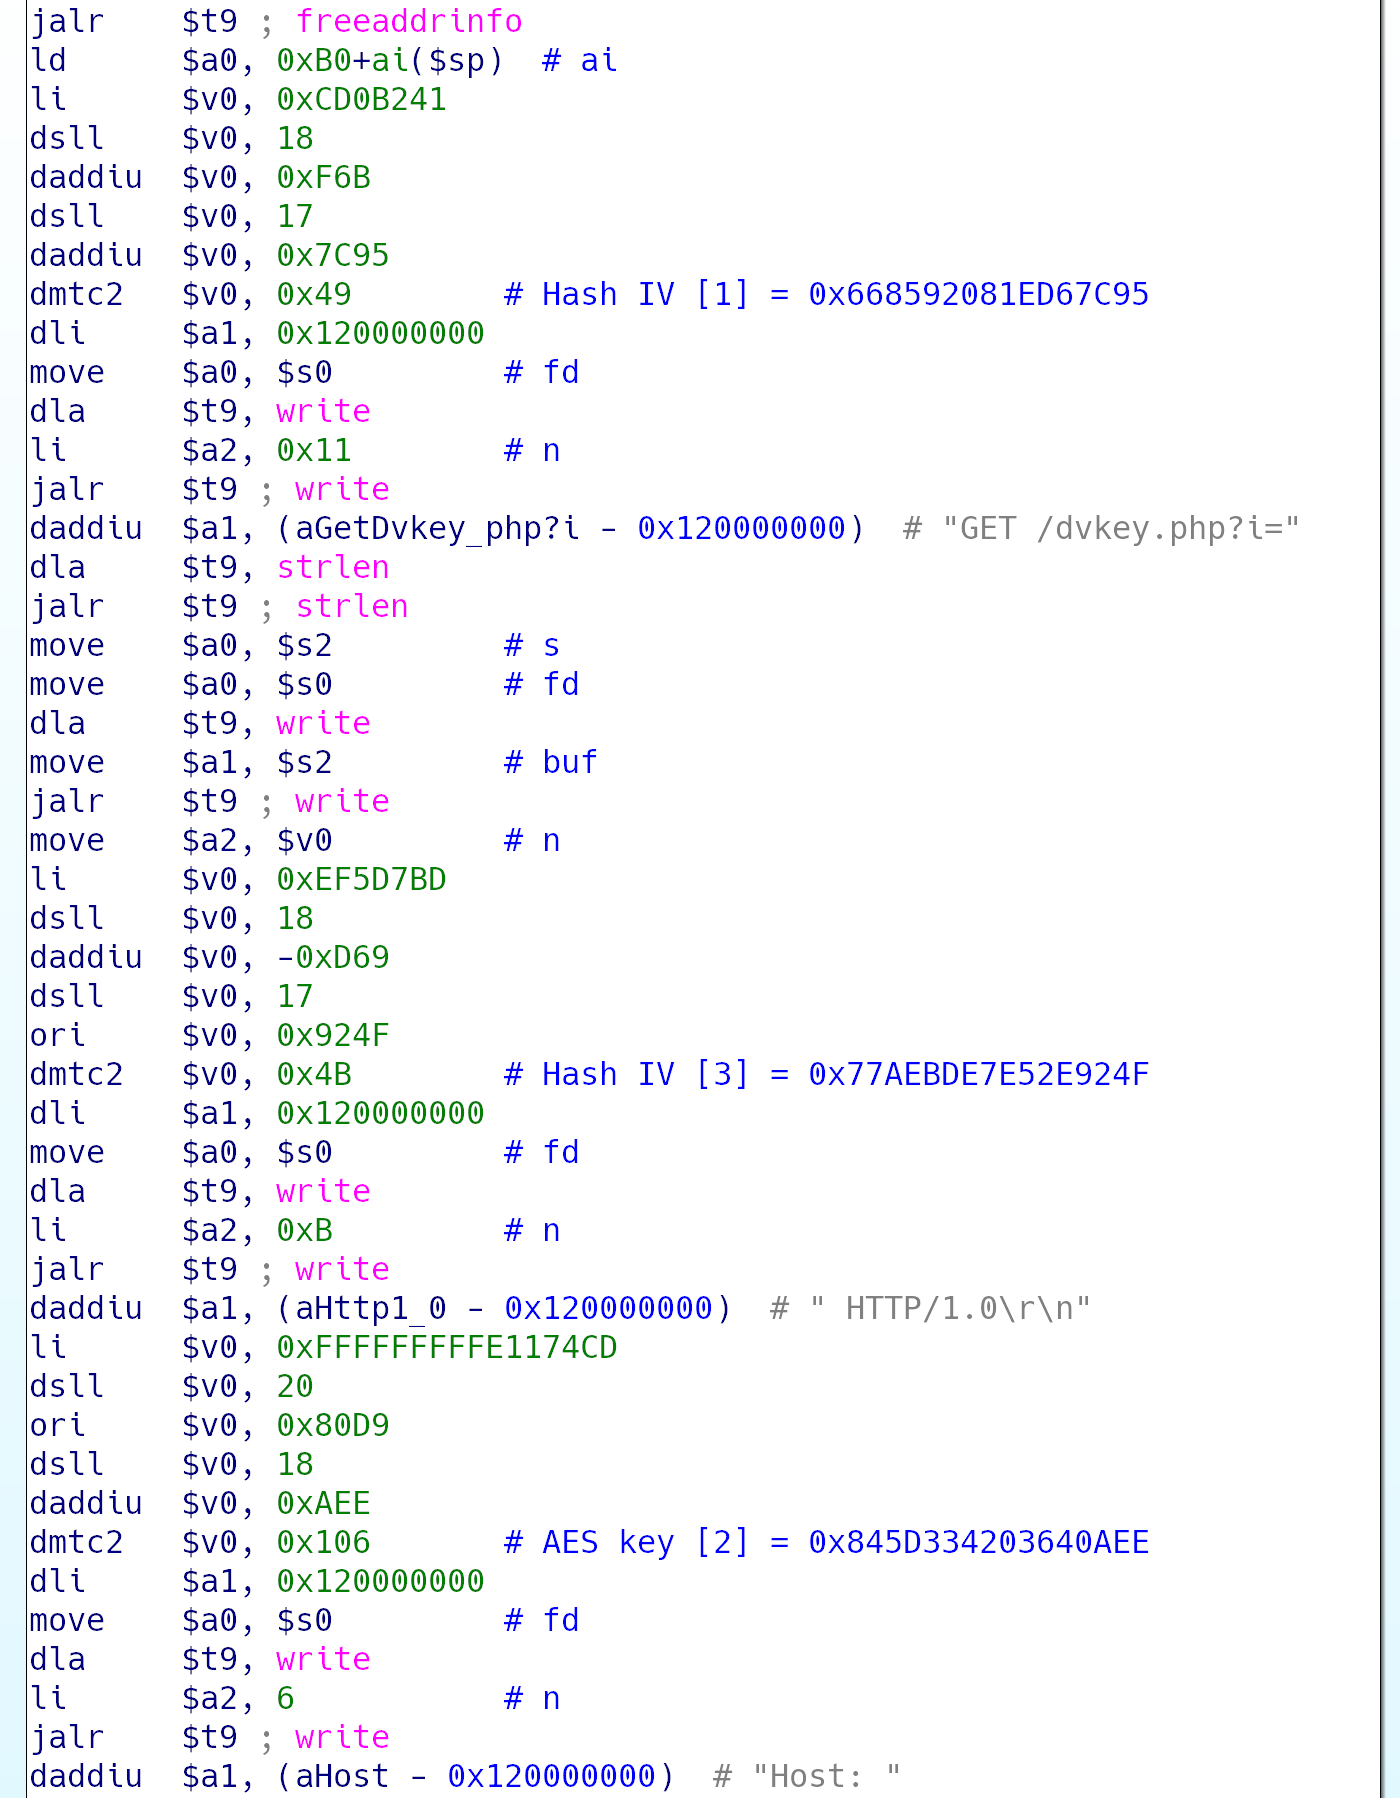 jalr $t9 ; freeaddrinfo
ld $a0, 0xB0+ai($sp) # ai
li $v0, 0xCD0B241
dsll $v0, 18
daddiu $v0, 0xF6B
dsll $v0, 17
daddiu $v0, 0x7C95
dmtc2 $v0, 0x49 # Hash IV [1] = 0x668592081ED67C95
dli $a1, 0x120000000
move $a0, $s0 # fd
dla $t9, write
li $a2, 0x11 # n
jalr $t9 ; write
daddiu $a1, (aGetDvkey_php?i - 0x120000000) # "GET /dvkey.php?i="
dla $t9, strlen
jalr $t9 ; strlen
move $a0, $s2 # s
move $a0, $s0 # fd
dla $t9, write
move $a1, $s2 # buf
jalr $t9 ; write
move $a2, $v0 # n
li $v0, 0xEF5D7BD
dsll $v0, 18
daddiu $v0, -0xD69
dsll $v0, 17
ori $v0, 0x924F
dmtc2 $v0, 0x4B # Hash IV [3] = 0x77AEBDE7E52E924F
dli $a1, 0x120000000
move $a0, $s0 # fd
dla $t9, write
li $a2, 0xB # n
jalr $t9 ; write
daddiu $a1, (aHttp1_0 - 0x120000000) # " HTTP/1.0\r\n"
li $v0, 0xFFFFFFFFFE1174CD
dsll $v0, 20
ori $v0, 0x80D9
dsll $v0, 18
daddiu $v0, 0xAEE
dmtc2 $v0, 0x106 # AES key [2] = 0x845D334203640AEE
dli $a1, 0x120000000
move $a0, $s0 # fd
dla $t9, write
li $a2, 6 # n
jalr $t9 ; write
daddiu $a1, (aHost - 0x120000000) # "Host: "